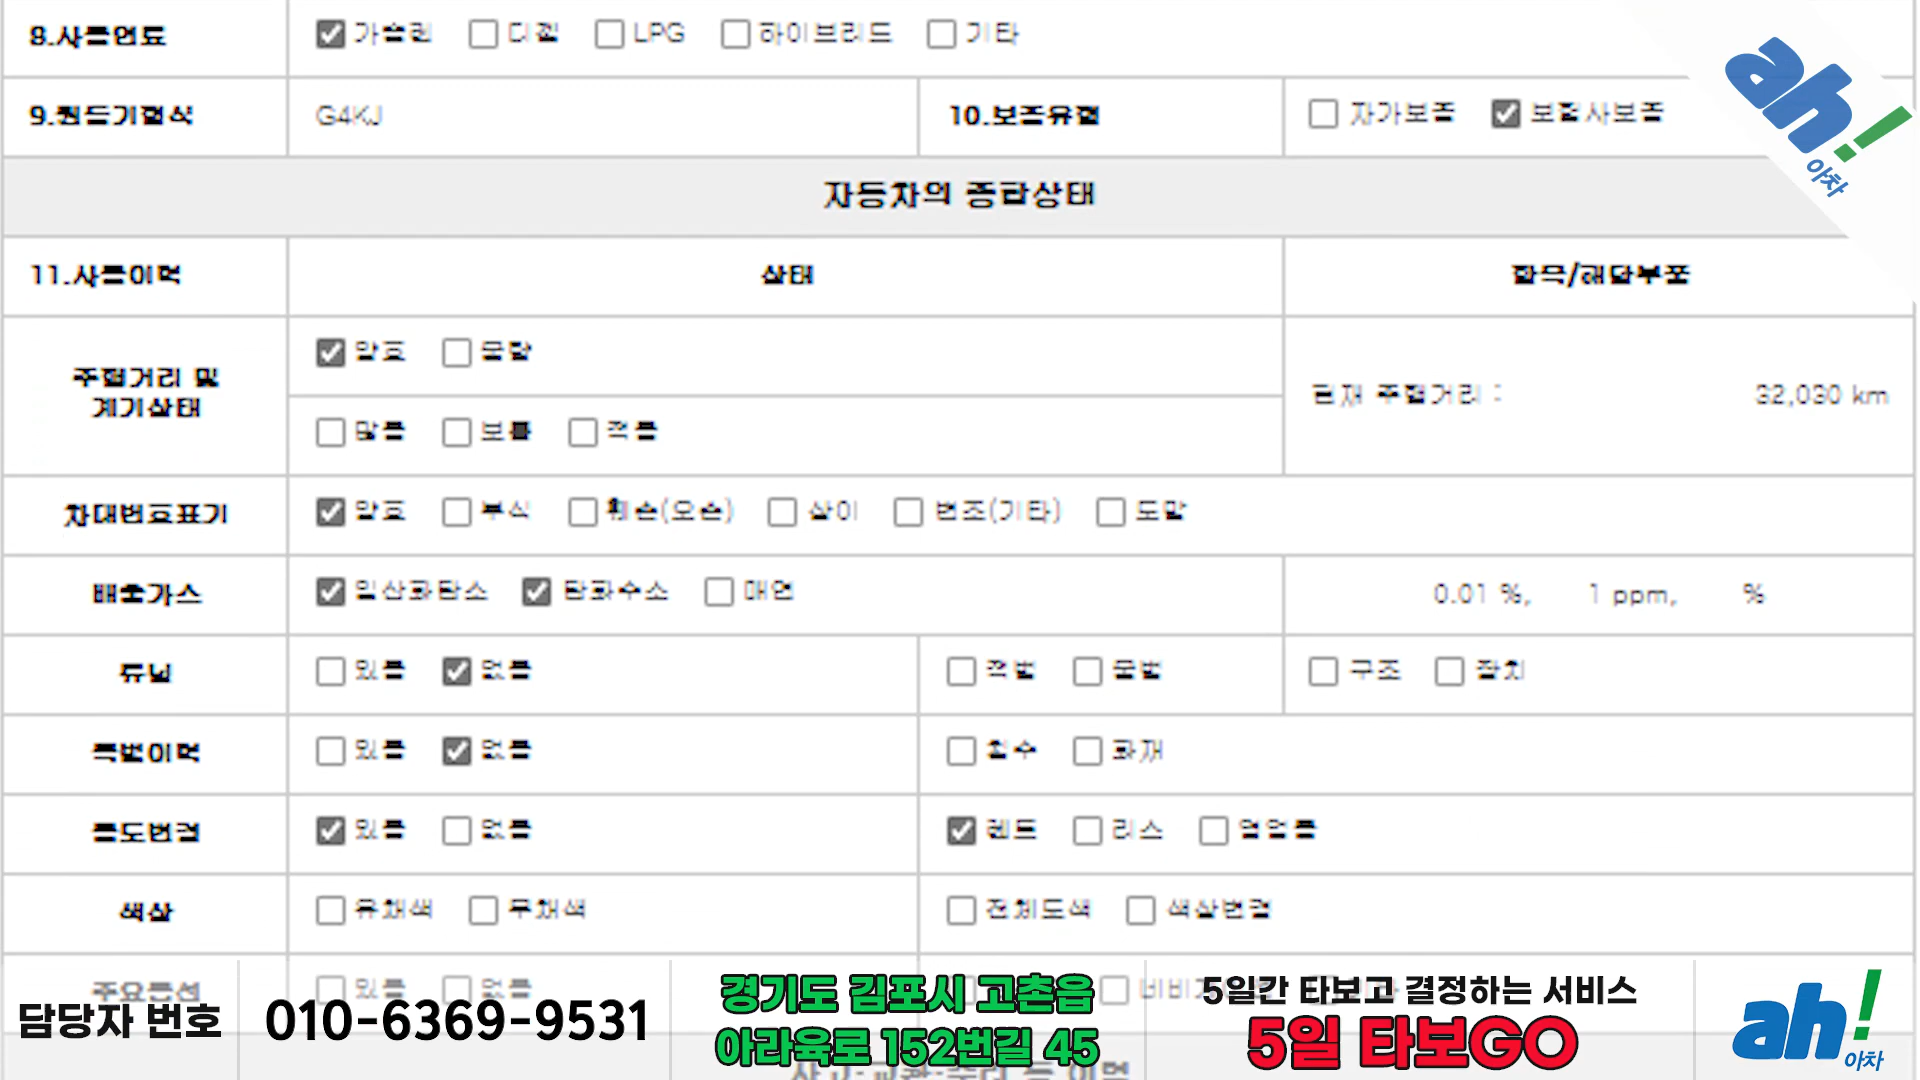 8.사용연료 가솔린 디젤 LPG 하이브리드 기타
9.원동기형식 G4KJ 10.보증유형 자가보증 보험사보증
자동차의 종합상태
11.사용이력 상태 항목/해당부품
주행거리 및 계기상태 양호 불량
현재 주행거리 : 32,030 km
많음 보통 적음
차대번호표기 양호 부식 훼손(오손) 상이 변조(기타) 도말
배출가스 일산화탄소 탄화수소 매연 0.01 %, 1 ppm, %
튜닝 있음 없음 적법 불법 구조 장치
특별이력 있음 없음 침수 화재
용도변경 있음 없음 렌트 리스 영업용
색상 유채색 무채색 전체도색 색상변경
주요옵션 있음 없음
담당자 번호 010-6369-9531
경기도 김포시 고촌읍
아라육로 152번길 45
5일간 타보고 결정하는 서비스
5일 타보GO
ah! 아차
ah! 아차